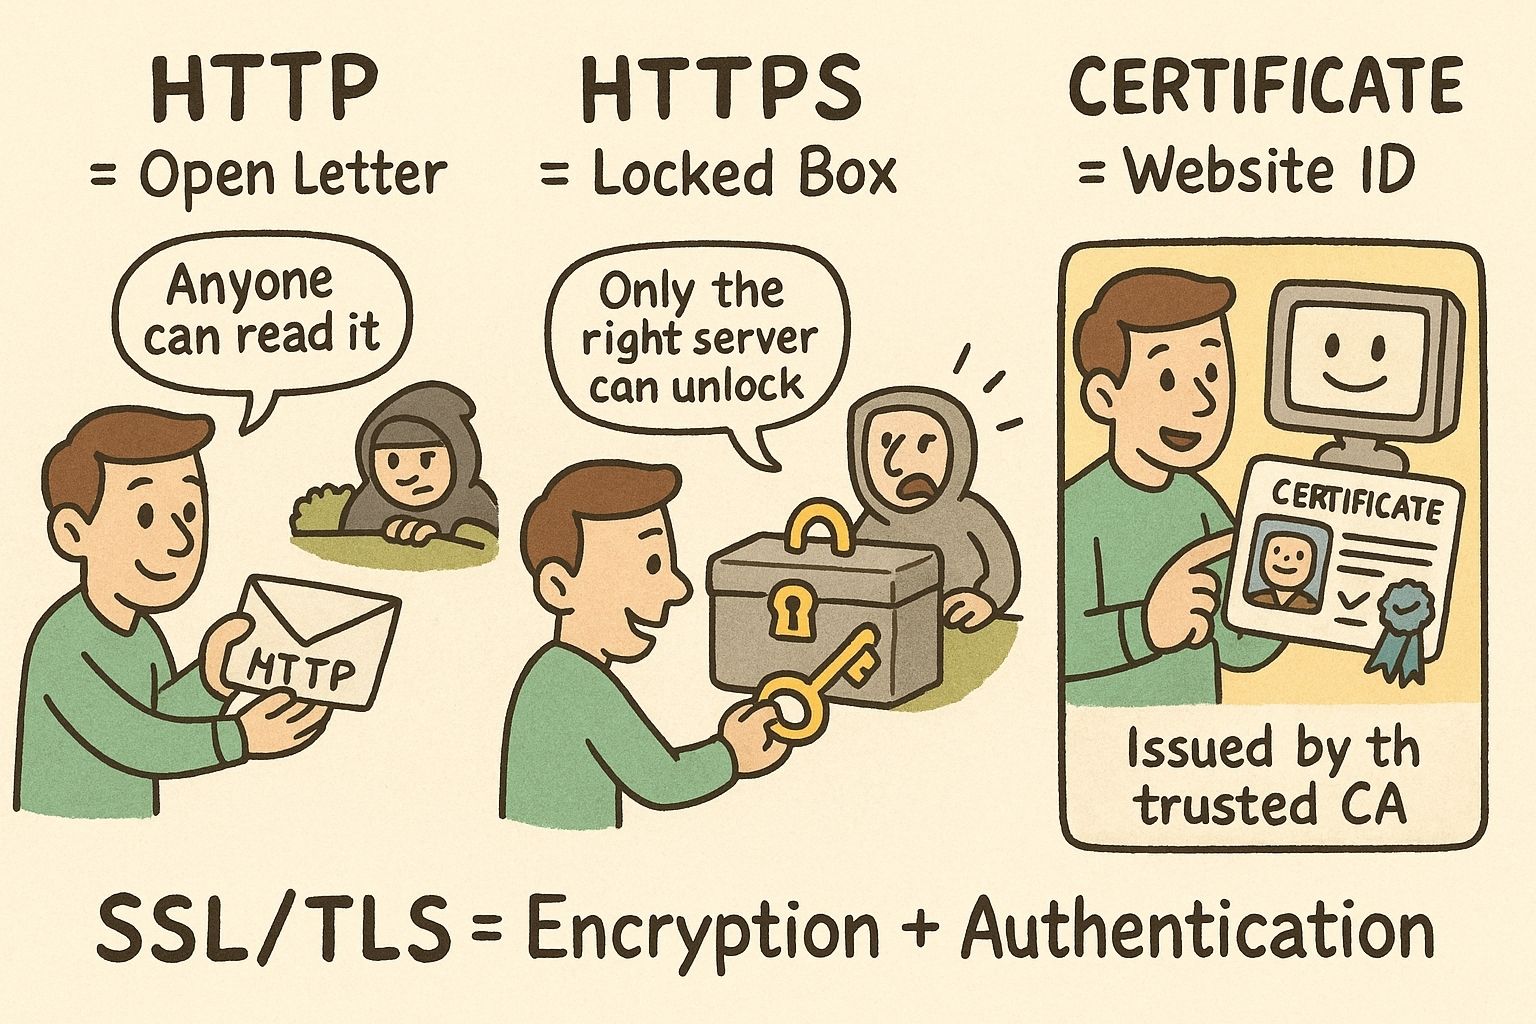 HTTP
= Open Letter
Anyone
can read it
HTTP
HTTPS
= Locked Box
Only the
right server
can unlock
CERTIFICATE
= Website ID
CERTIFICATE
Issued by th
trusted CA
SSL/TLS = Encryption + Authentication